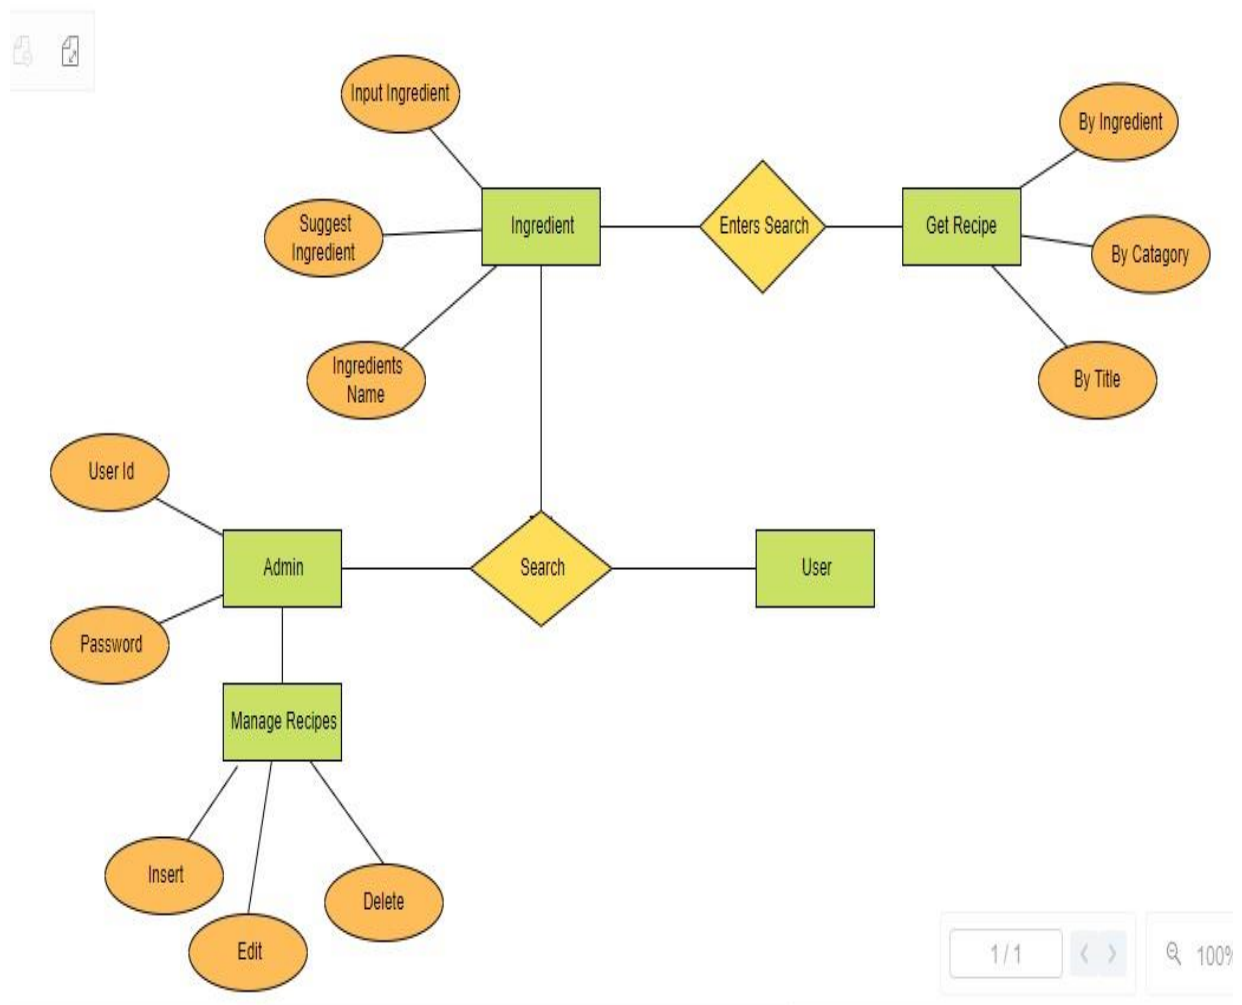 Input Ingredient
By Ingredient
Suggest
Ingredient
Ingredient
Enters Search
Get Recipe
By Catagory
Ingredients
Name
By Title
User Id
Admin
Search
User
Password
Manage Recipes
Insert
Delete
Edit
1 / 1
100%